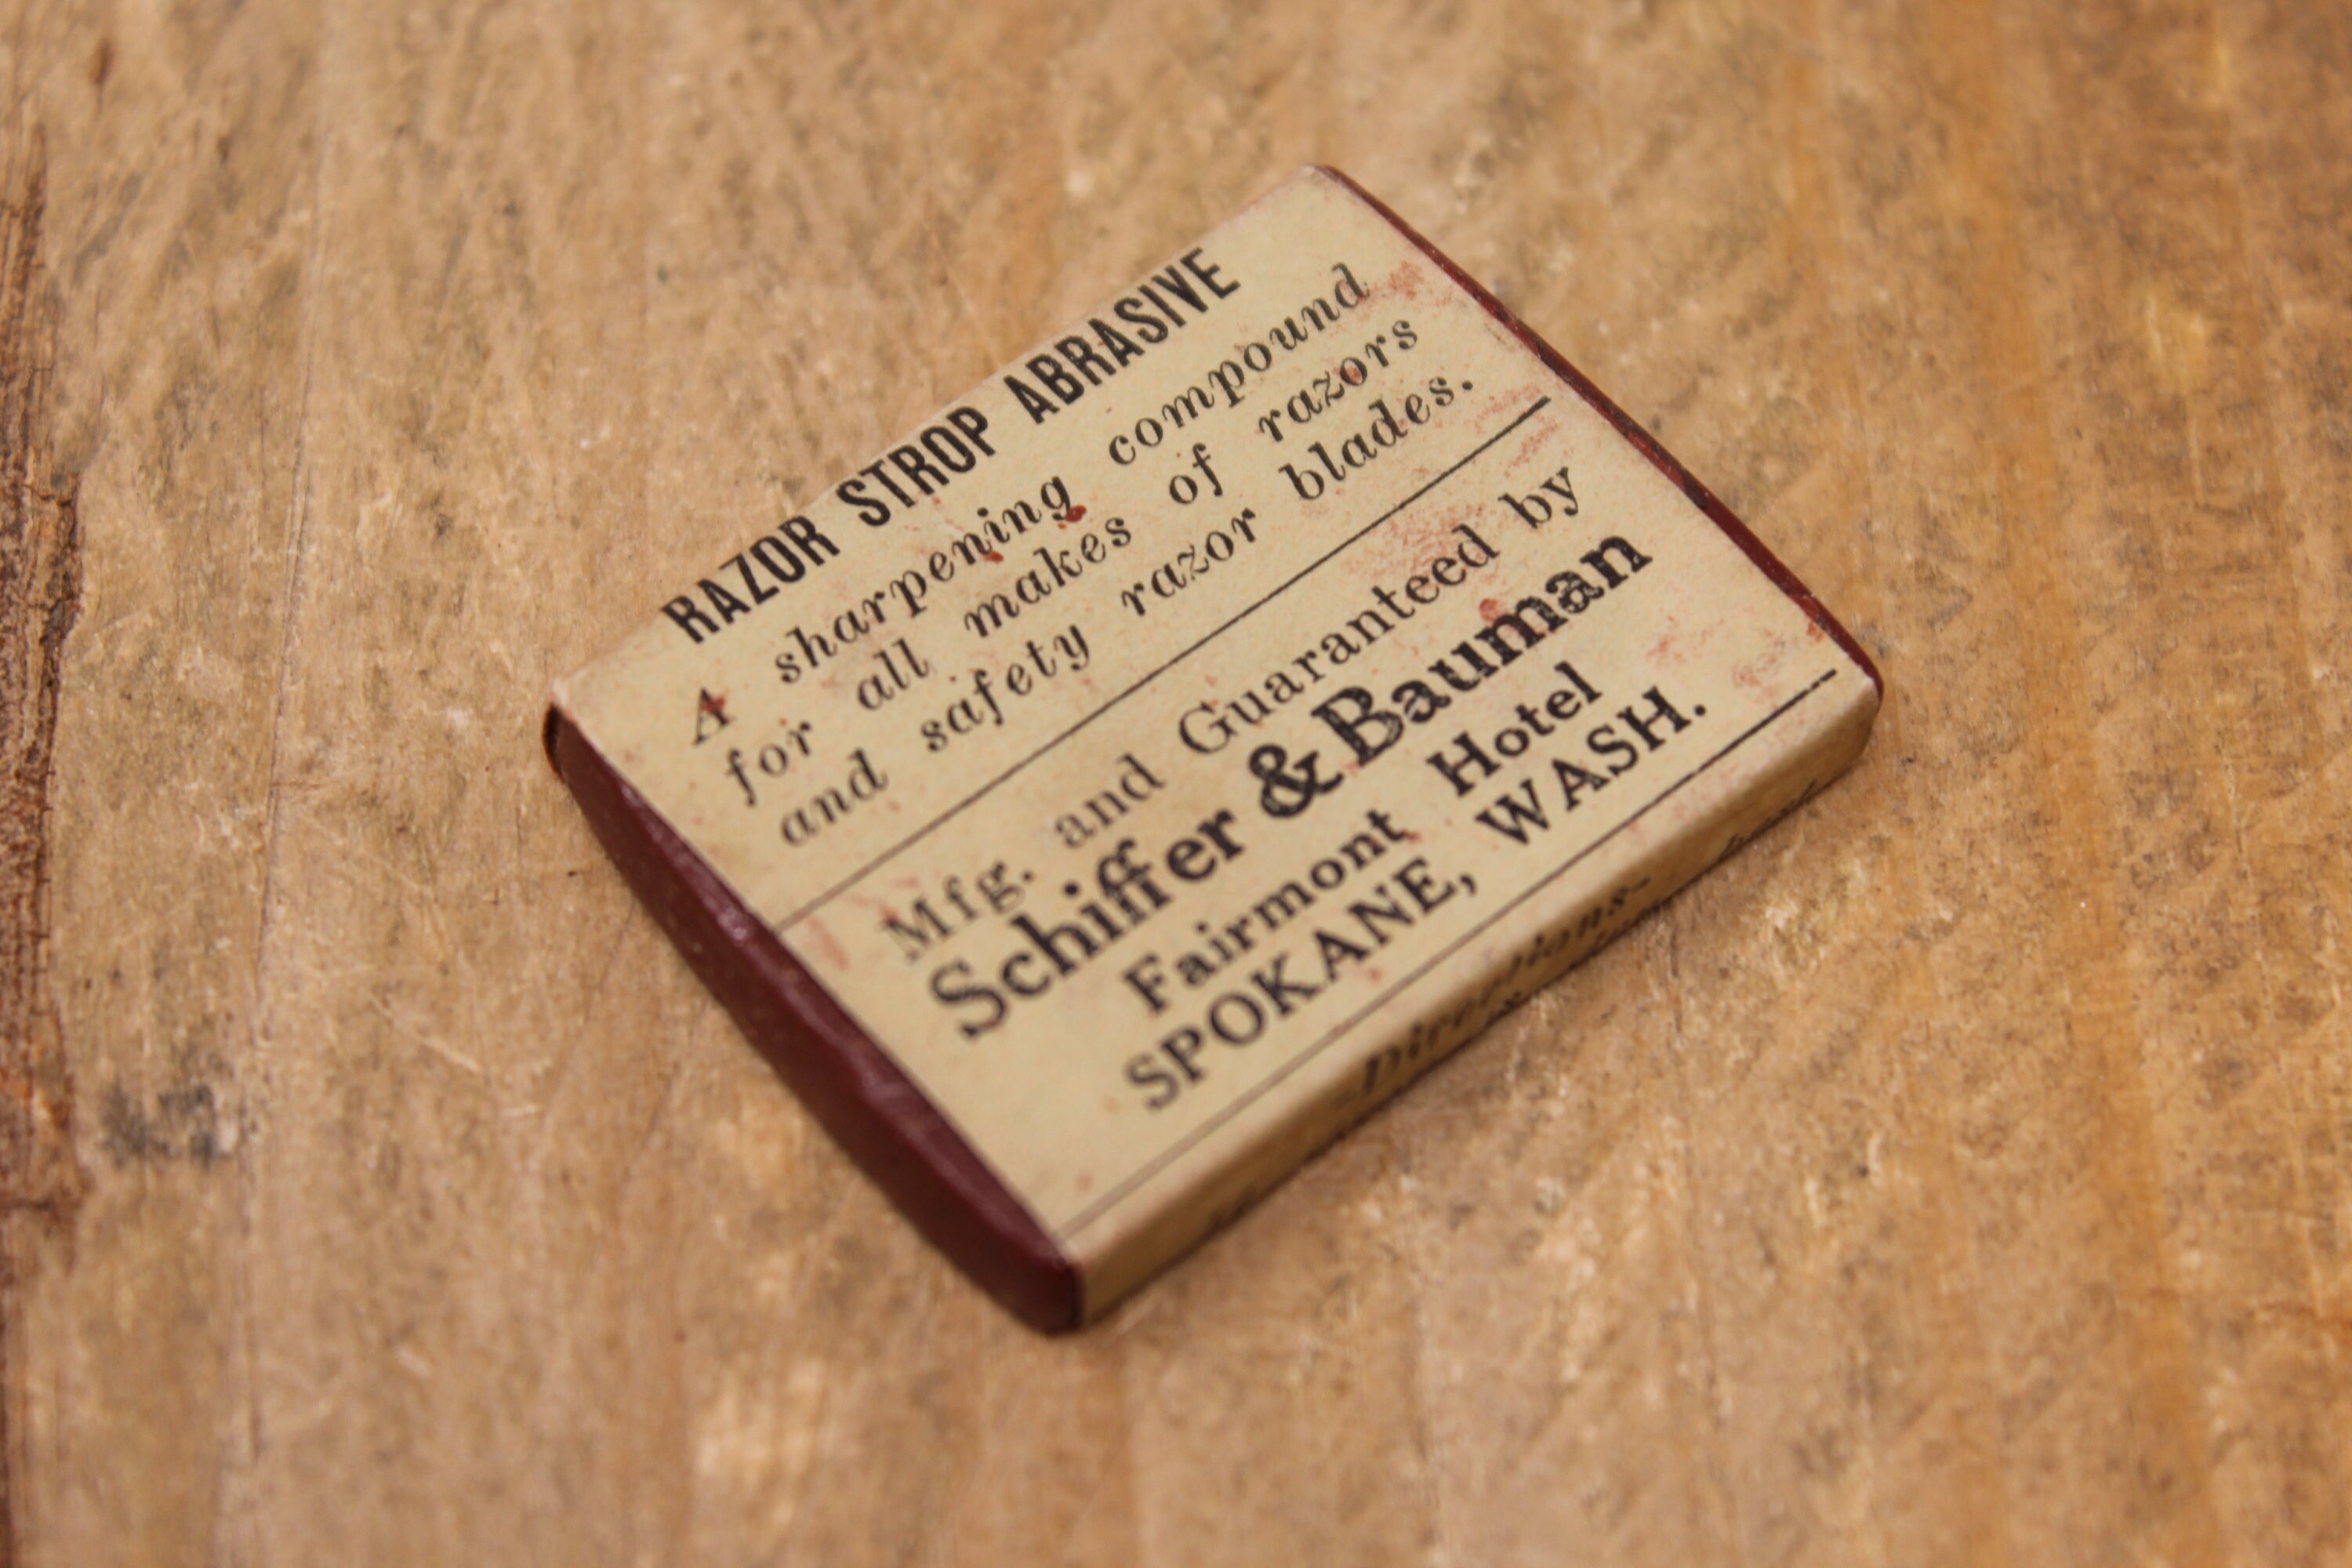 RAZOR STROP ABRASIVE
A sharpening compound
for all makes of razors
and safety razor blades.
Mfg. and Guaranteed by
Schiffer & Bauman
Fairmont Hotel
SPOKANE, WASH.
-Directions-